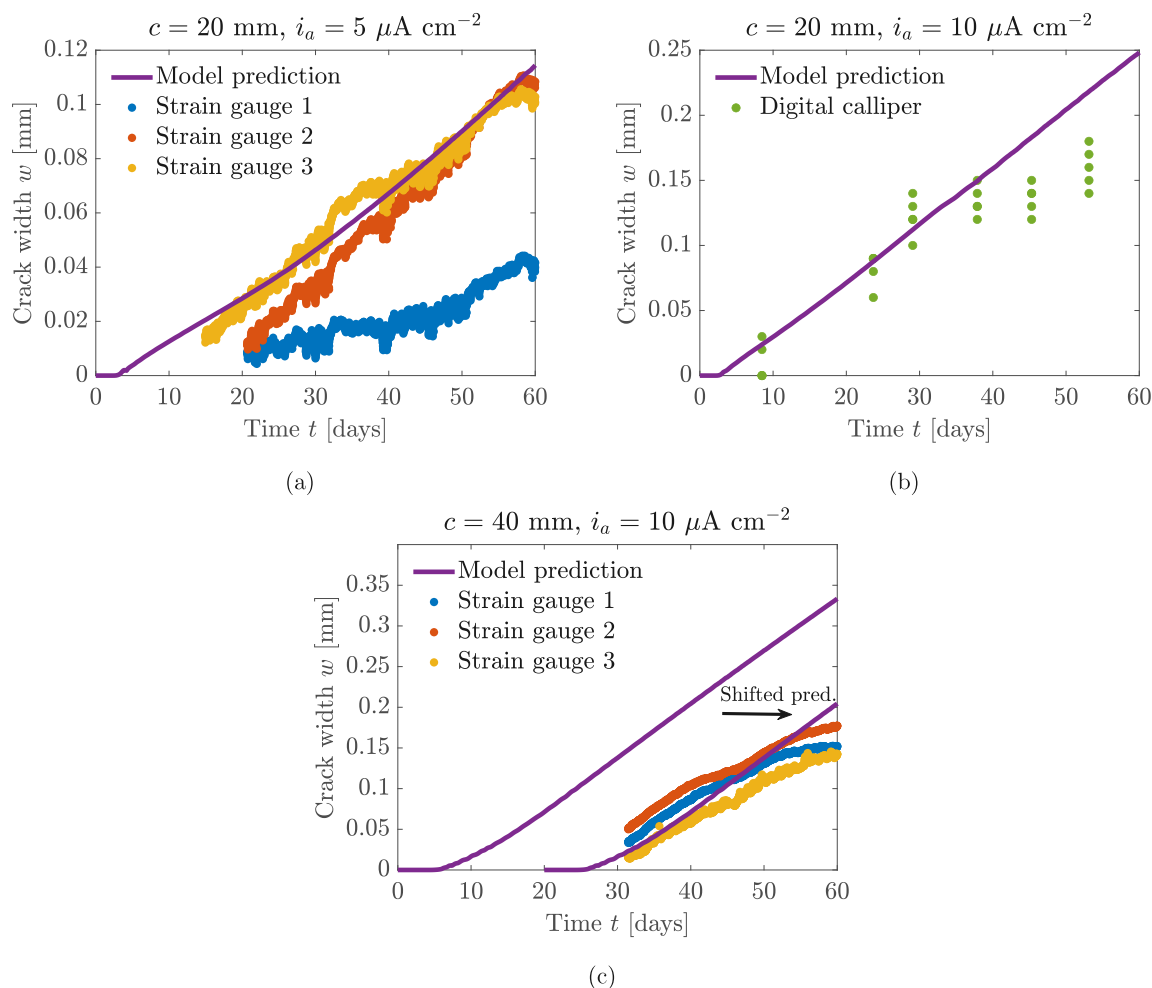 c = 20 mm, i_a = 5 μA cm⁻²
Model prediction
Strain gauge 1
Strain gauge 2
Strain gauge 3
Crack width w [mm]
0.12
0.1
0.08
0.06
0.04
0.02
0
0 10 20 30 40 50 60
Time t [days]
(a)
c = 20 mm, i_a = 10 μA cm⁻²
Model prediction
Digital calliper
Crack width w [mm]
0.25
0.2
0.15
0.1
0.05
0
0 10 20 30 40 50 60
Time t [days]
(b)
c = 40 mm, i_a = 10 μA cm⁻²
Model prediction
Strain gauge 1
Strain gauge 2
Strain gauge 3
Shifted pred.
Crack width w [mm]
0.35
0.3
0.25
0.2
0.15
0.1
0.05
0
0 10 20 30 40 50 60
Time t [days]
(c)